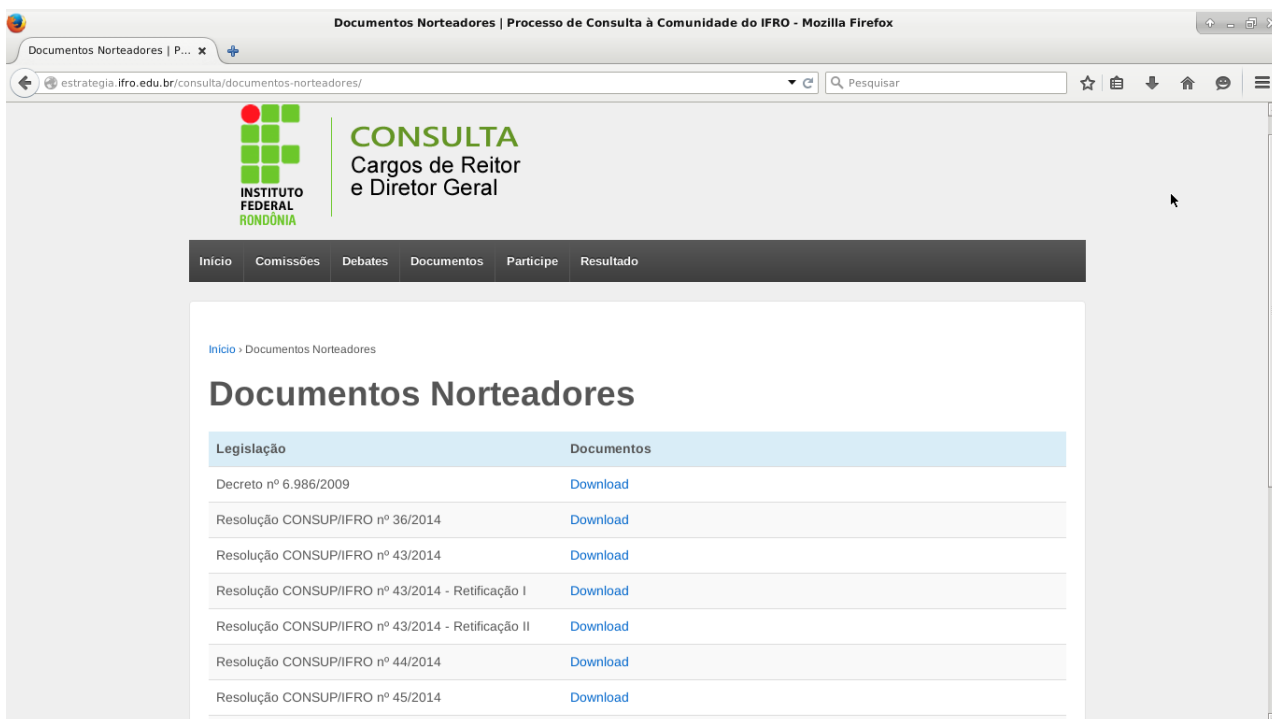 Documentos Norteadores | Processo de Consulta à Comunidade do IFRO - Mozilla Firefox
Documentos Norteadores | P...
estrategia.ifro.edu.br/consulta/documentos-norteadores/
Pesquisar
INSTITUTO
FEDERAL
RONDÔNIA
CONSULTA
Cargos de Reitor
e Diretor Geral
Início Comissões Debates Documentos Participe Resultado
Início › Documentos Norteadores
Documentos Norteadores
Legislação Documentos
Decreto nº 6.986/2009 Download
Resolução CONSUP/IFRO nº 36/2014 Download
Resolução CONSUP/IFRO nº 43/2014 Download
Resolução CONSUP/IFRO nº 43/2014 - Retificação I Download
Resolução CONSUP/IFRO nº 43/2014 - Retificação II Download
Resolução CONSUP/IFRO nº 44/2014 Download
Resolução CONSUP/IFRO nº 45/2014 Download